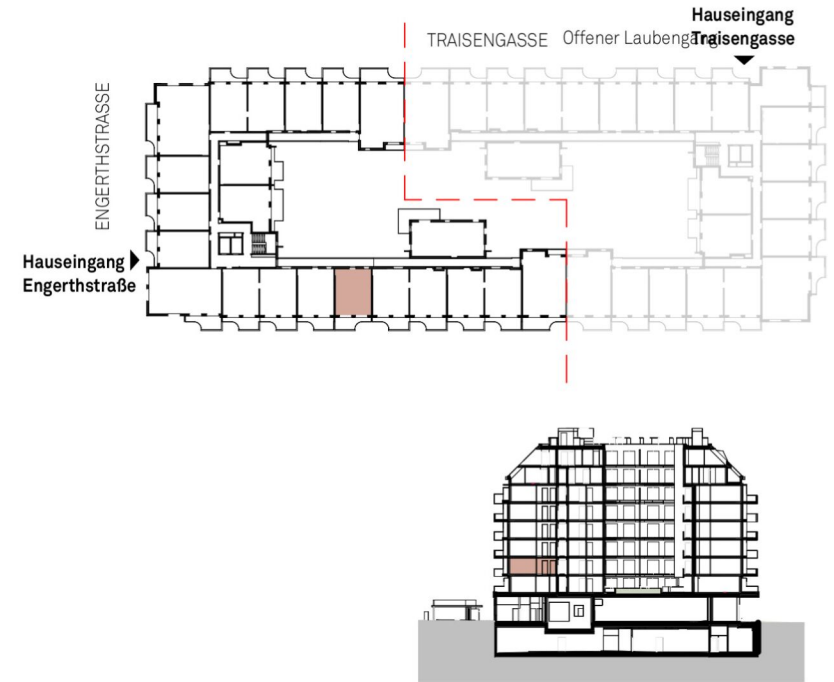 Hauseingang
TRAISENGASSE Offener Laubengang Traisengasse
ENGERTHSTRASSE
Hauseingang
Engerthstraße